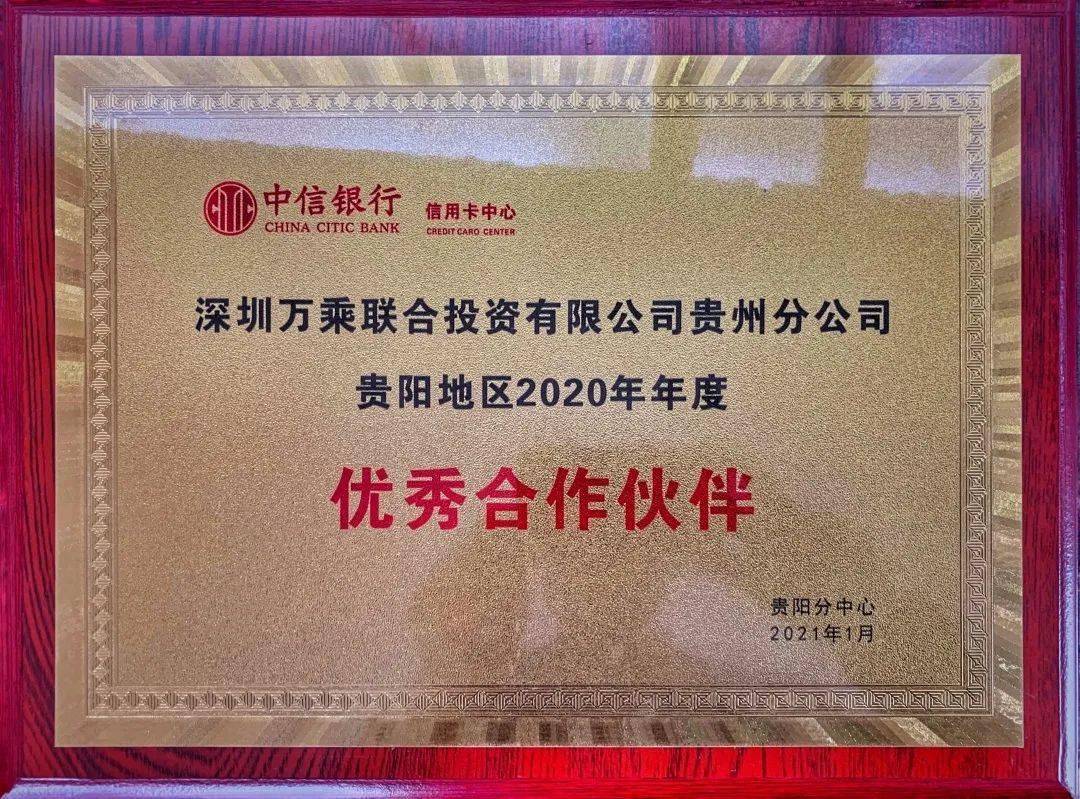 中信银行 信用卡中心
CHINA CITIC BANK CREDIT CARD CENTER
深圳万乘联合投资有限公司贵州分公司
贵阳地区2020年年度
优秀合作伙伴
贵阳分中心
2021年1月